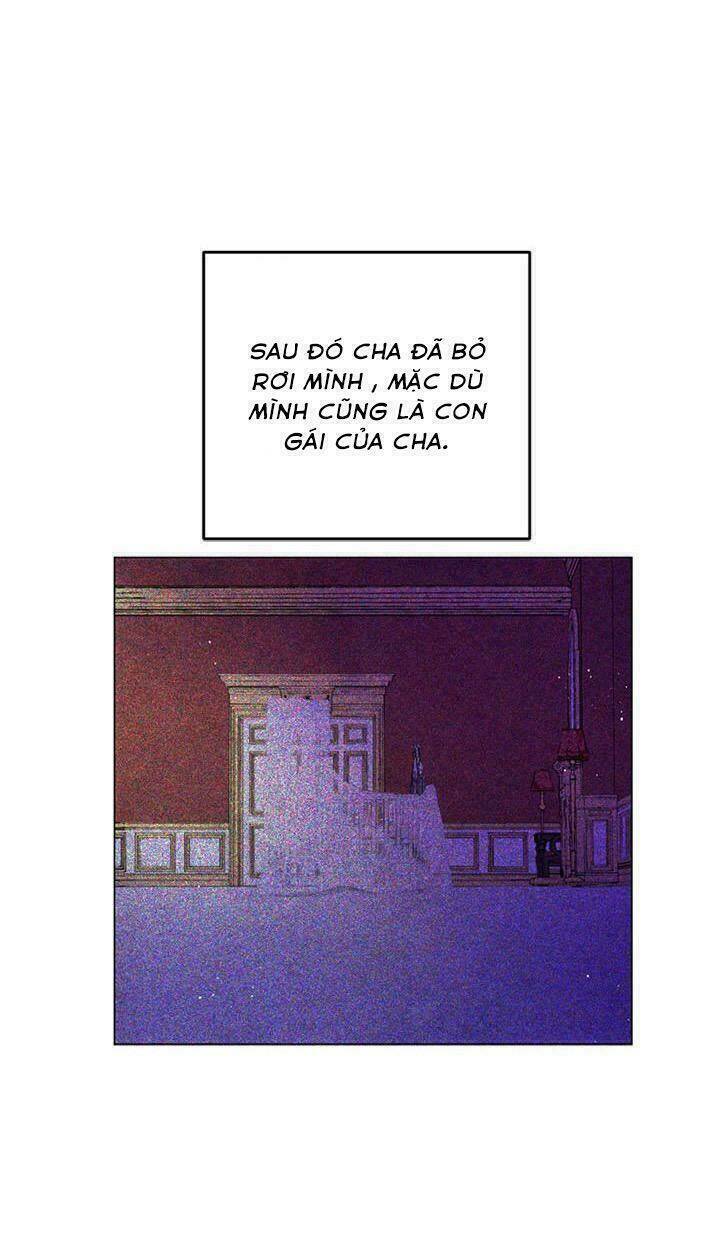 SAU ĐÓ CHA ĐÃ BỎ
RƠI MÌNH , MẶC DÙ
MÌNH CŨNG LÀ CON
GÁI CỦA CHA.